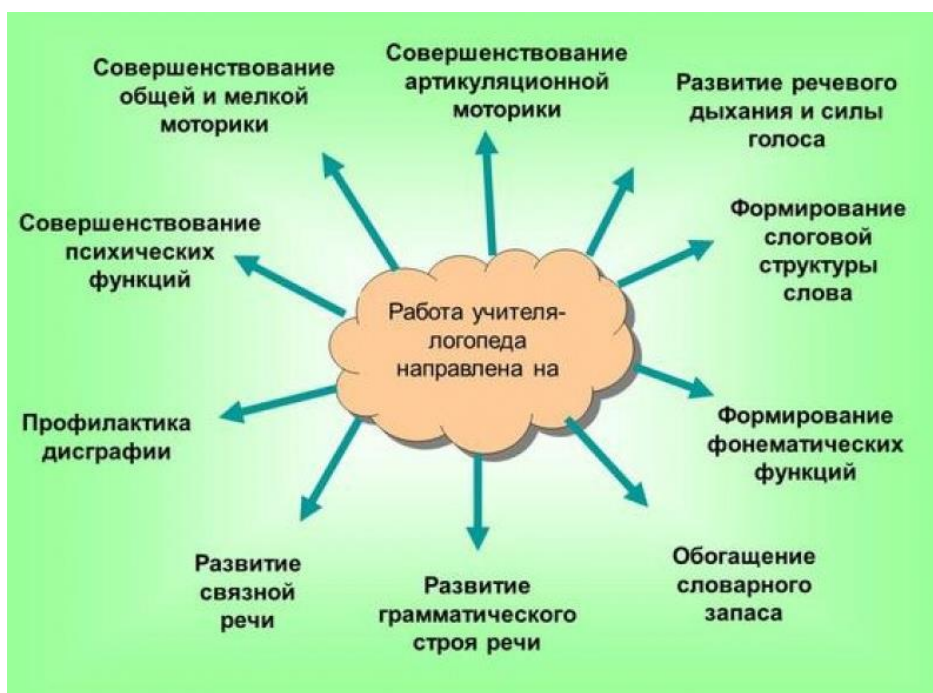 Совершенствование
общей и мелкой
моторики
Совершенствование
артикуляционной
моторики
Развитие речевого
дыхания и силы
голоса
Совершенствование
психических
функций
Формирование
слоговой
структуры
слова
Работа учителя-
логопеда
направлена на
Профилактика
дисграфии
Формирование
фонематических
функций
Развитие
связной
речи
Развитие
грамматического
строя речи
Обогащение
словарного
запаса